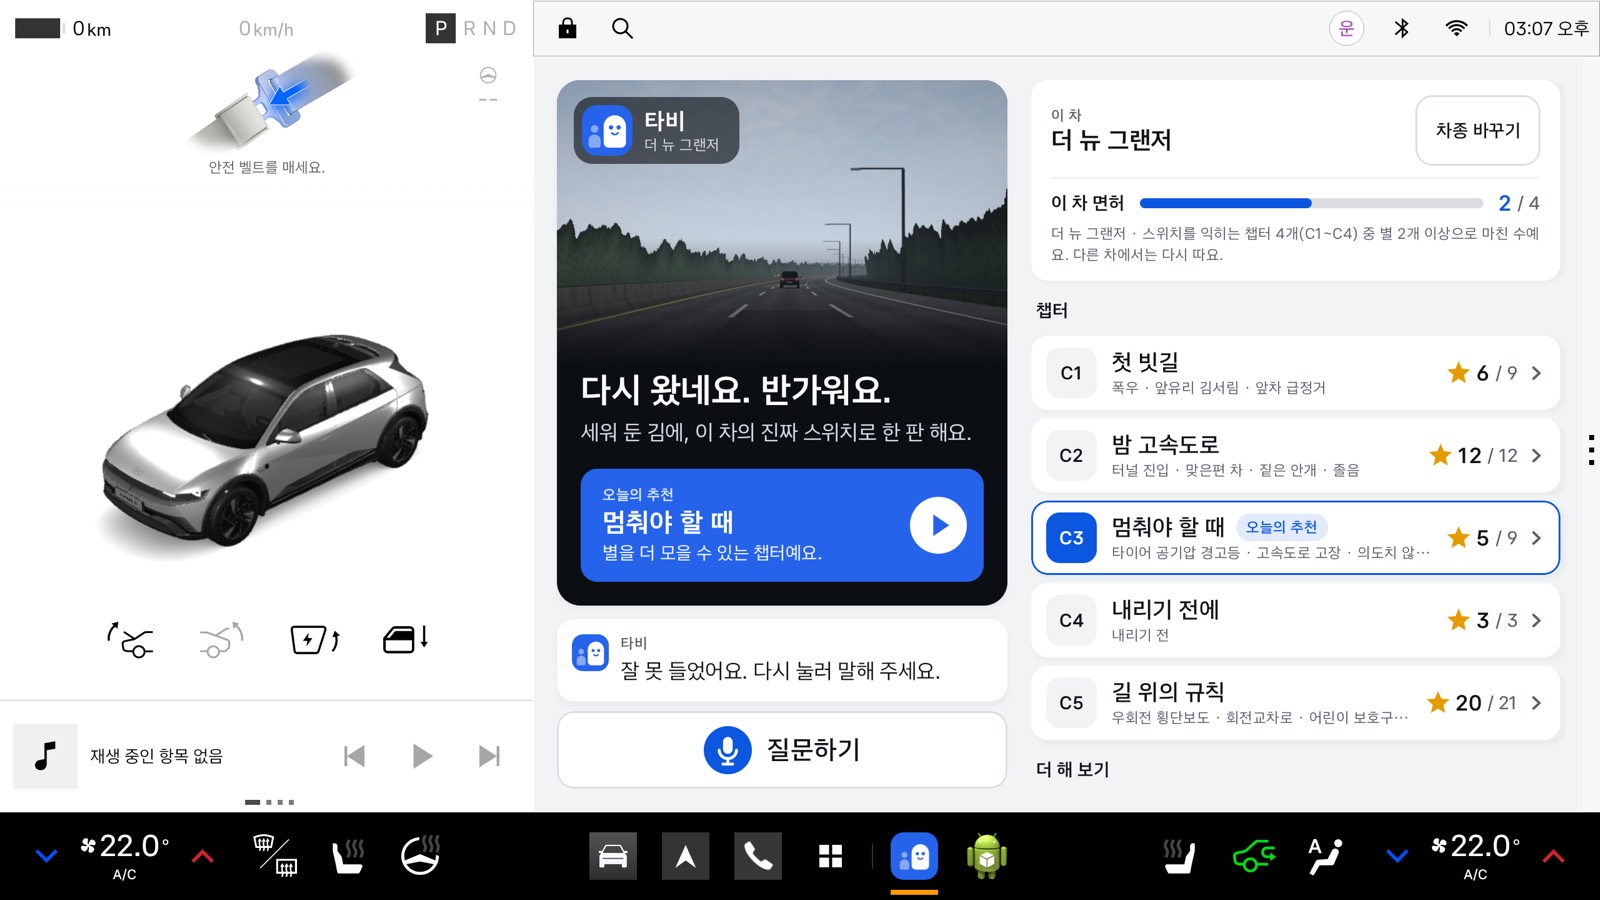 0 km
0 km/h
P R N D
--
안전 벨트를 매세요.
재생 중인 항목 없음
운
03:07 오후
타비
더 뉴 그랜저
다시 왔네요. 반가워요.
세워 둔 김에, 이 차의 진짜 스위치로 한 판 해요.
오늘의 추천
멈춰야 할 때
별을 더 모을 수 있는 챕터예요.
타비
잘 못 들었어요. 다시 눌러 말해 주세요.
질문하기
이 차
더 뉴 그랜저
차종 바꾸기
이 차 면허 2 / 4
더 뉴 그랜저 · 스위치를 익히는 챕터 4개(C1~C4) 중 별 2개 이상으로 마친 수예
요. 다른 차에서는 다시 따요.
챕터
C1 첫 빗길 6 / 9
폭우 · 앞유리 김서림 · 앞차 급정거
C2 밤 고속도로 12 / 12
터널 진입 · 맞은편 차 · 짙은 안개 · 졸음
C3 멈춰야 할 때 오늘의 추천 5 / 9
타이어 공기압 경고등 · 고속도로 고장 · 의도치 않…
C4 내리기 전에 3 / 3
내리기 전
C5 길 위의 규칙 20 / 21
우회전 횡단보도 · 회전교차로 · 어린이 보호구…
더 해 보기
22.0°
A/C
A
22.0°
A/C